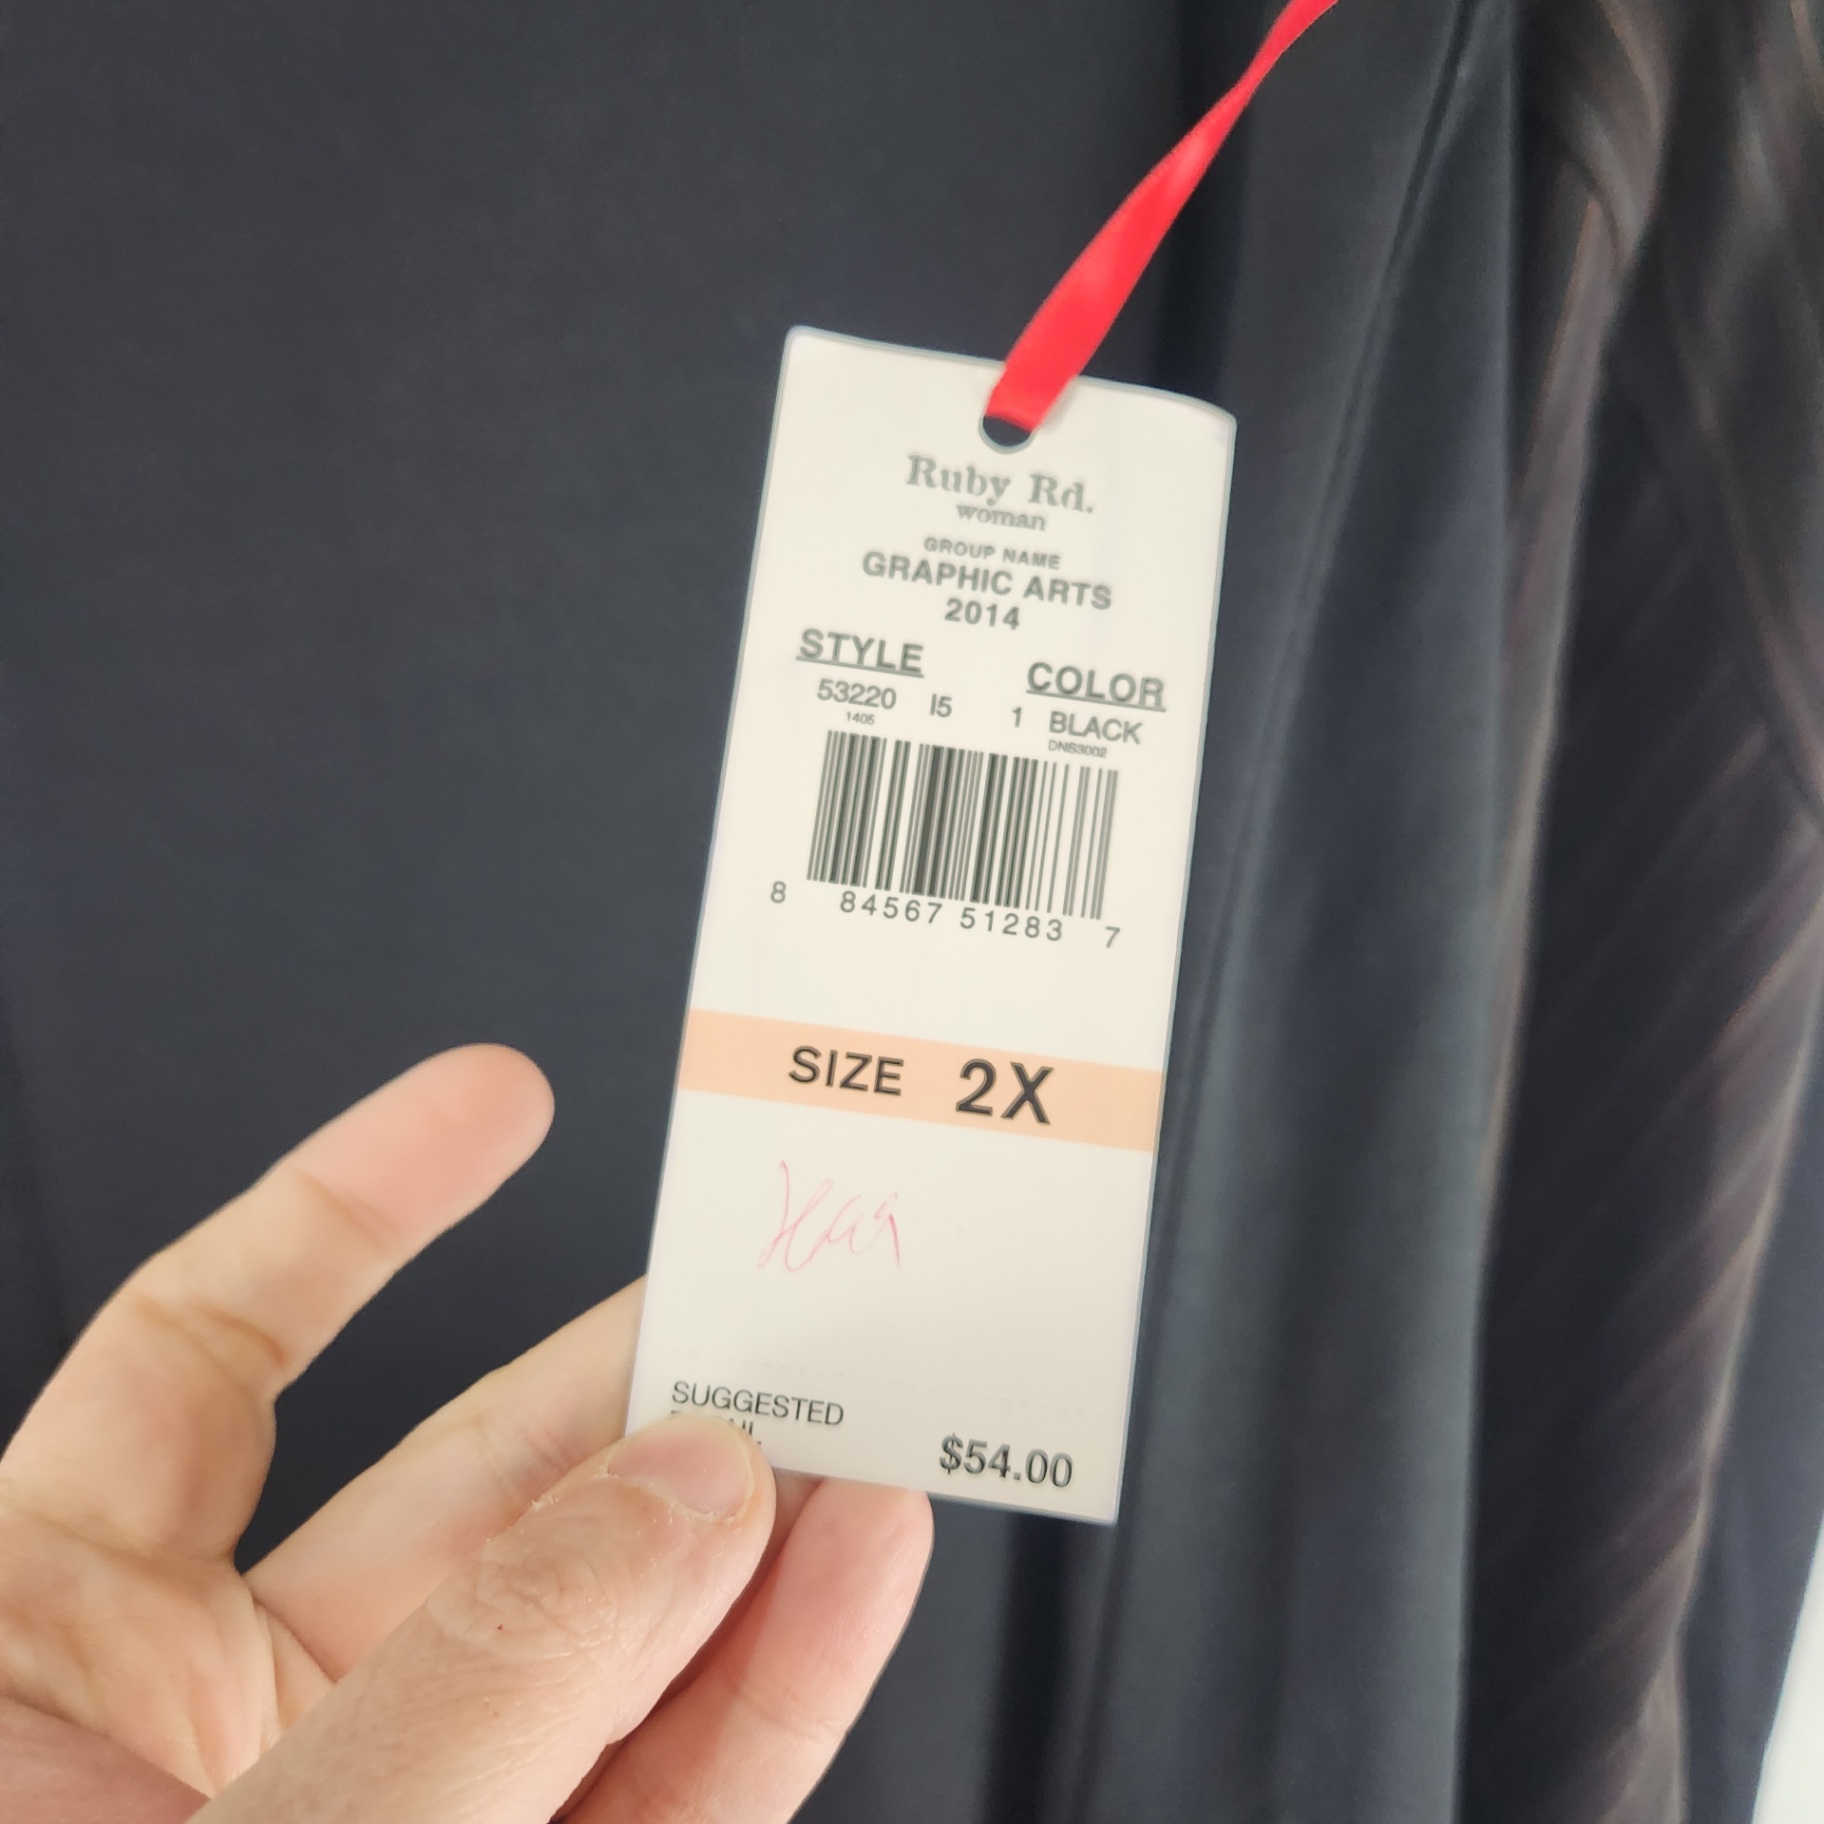 Ruby Rd.
woman
GROUP NAME
GRAPHIC ARTS
2014
STYLE COLOR
53220 I5 1 BLACK
1405 DNS3002
8 84567 51283 7
SIZE 2X
SUGGESTED
$54.00